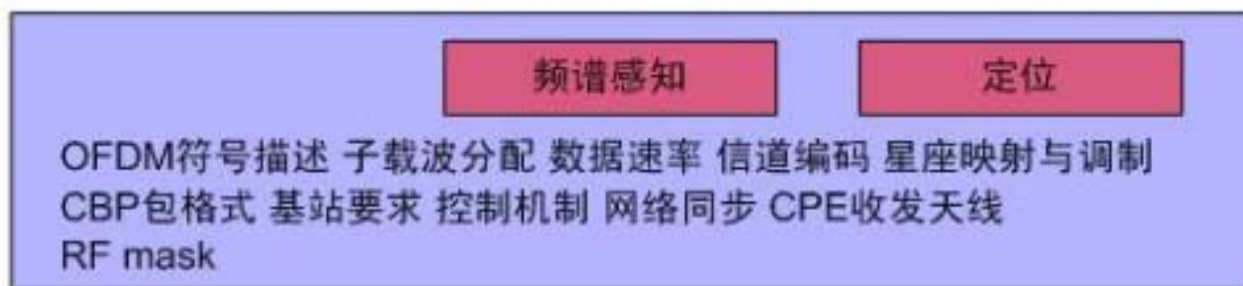 频谱感知 定位
OFDM符号描述 子载波分配 数据速率 信道编码 星座映射与调制
CBP包格式 基站要求 控制机制 网络同步 CPE收发天线
RF mask